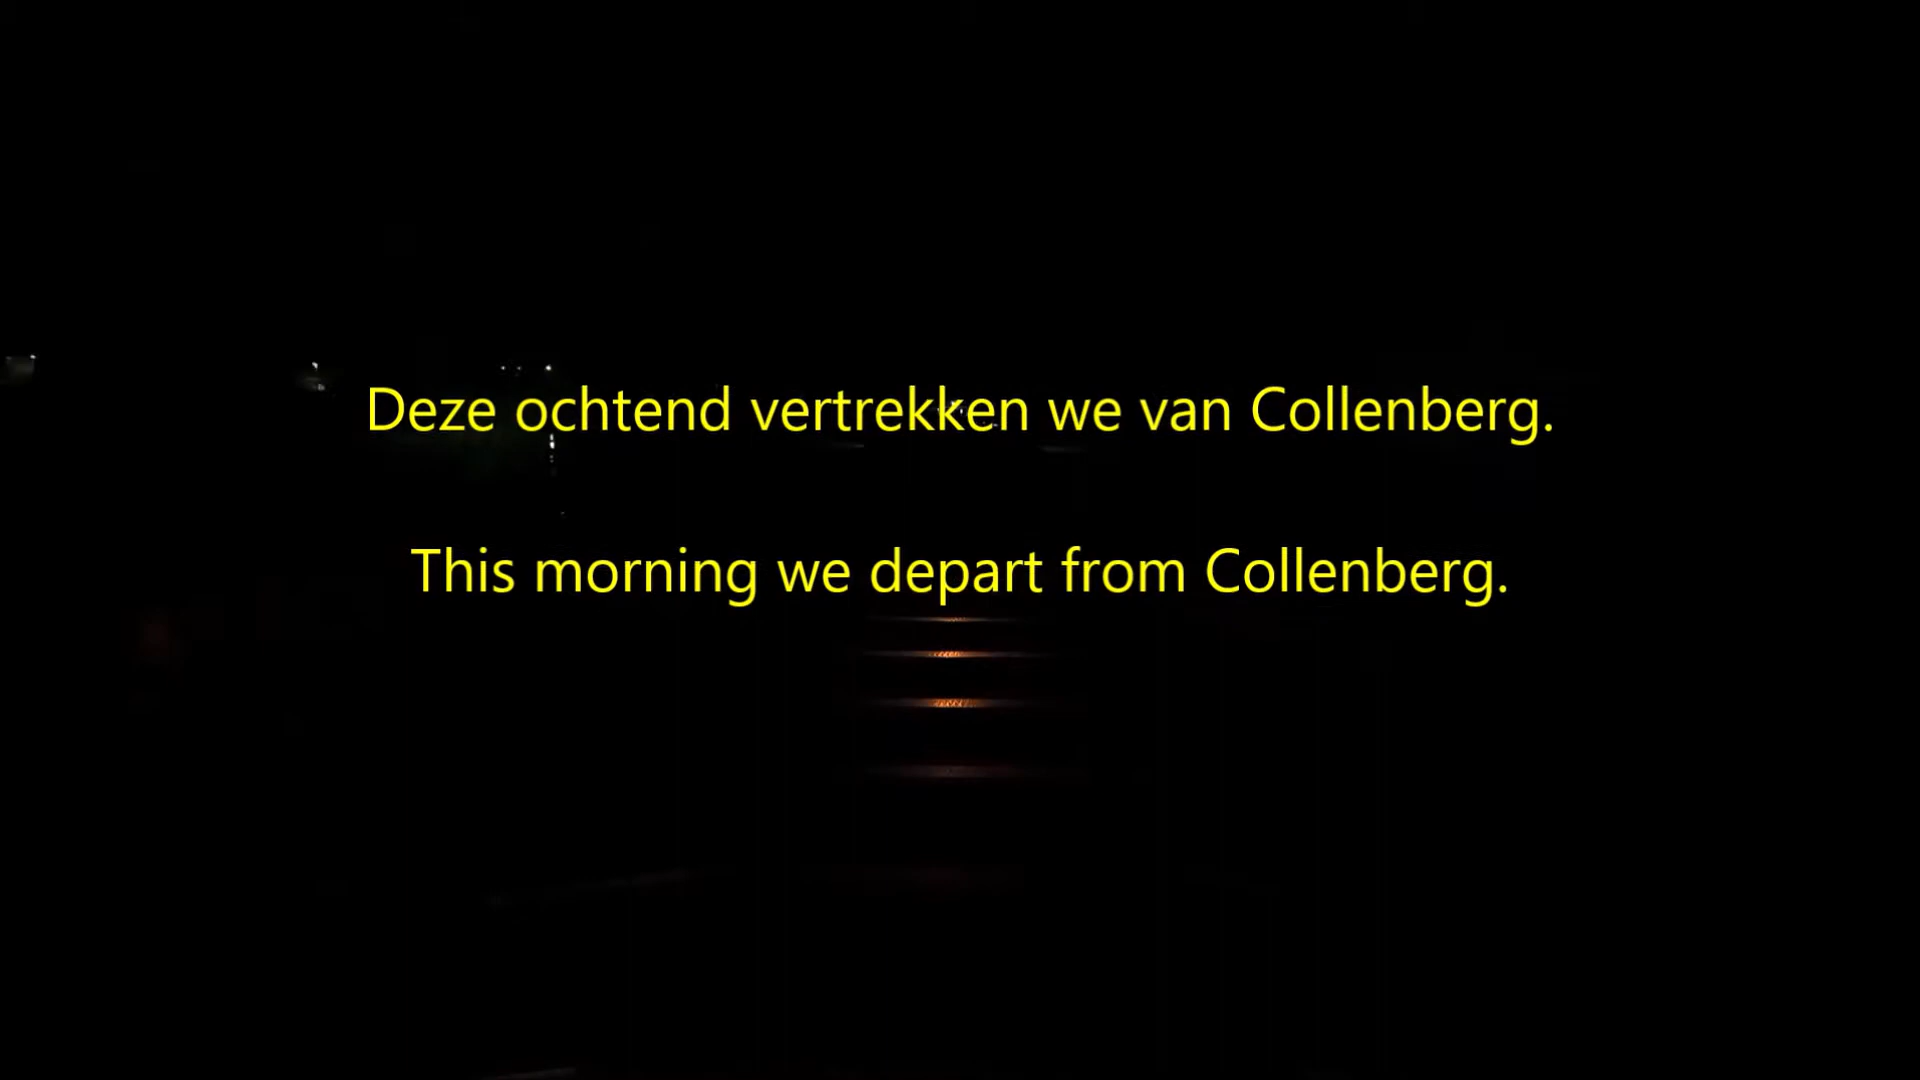 Deze ochtend vertrekken we van Collenberg.
This morning we depart from Collenberg.